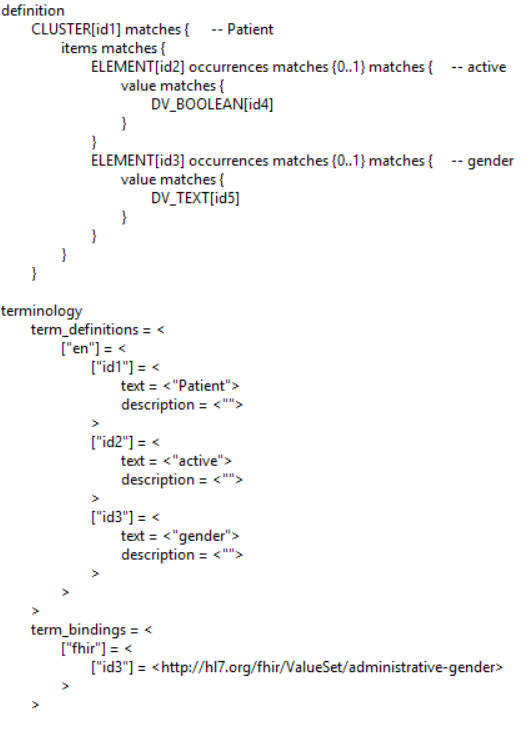 definition
CLUSTER[id1] matches { -- Patient
items matches {
ELEMENT[id2] occurrences matches {0..1} matches { -- active
value matches {
DV_BOOLEAN[id4]
}
}
ELEMENT[id3] occurrences matches {0..1} matches { -- gender
value matches {
DV_TEXT[id5]
}
}
}
}
terminology
term_definitions = <
["en"] = <
["id1"] = <
text = <"Patient">
description = <"">
>
["id2"] = <
text = <"active">
description = <"">
>
["id3"] = <
text = <"gender">
description = <"">
>
>
>
term_bindings = <
["fhir"] = <
["id3"] = <http://hl7.org/fhir/ValueSet/administrative-gender>
>
>